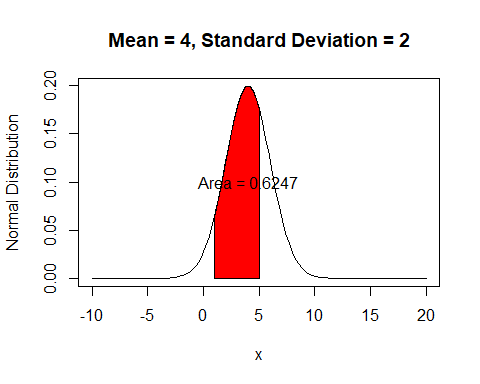 Mean = 4, Standard Deviation = 2
Normal Distribution
0.20
0.15
0.10
0.05
0.00
Area = 0.6247
-10 -5 0 5 10 15 20
x